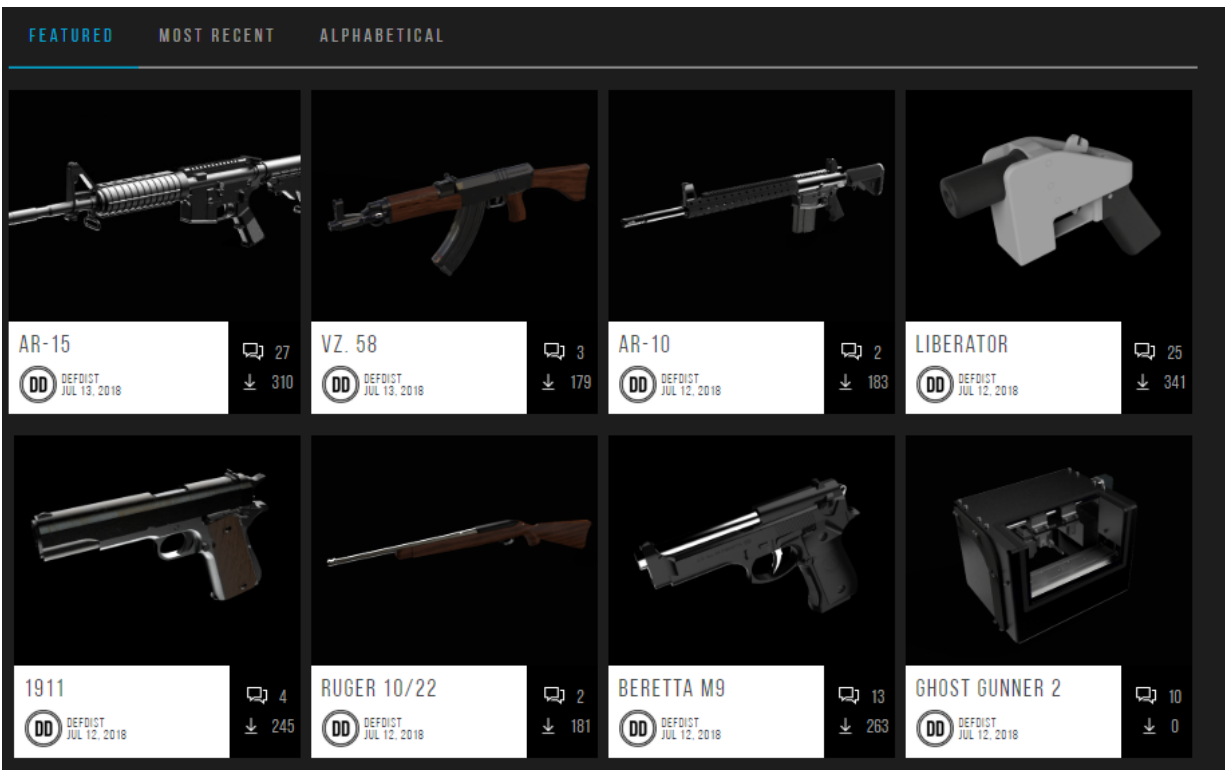 FEATURED MOST RECENT ALPHABETICAL
AR-15
27
DD DEFDIST
JUL 13, 2018
310
VZ. 58
3
DD DEFDIST
JUL 13, 2018
179
AR-10
2
DD DEFDIST
JUL 12, 2018
183
LIBERATOR
25
DD DEFDIST
JUL 12, 2018
341
1911
4
DD DEFDIST
JUL 12, 2018
245
RUGER 10/22
2
DD DEFDIST
JUL 12, 2018
181
BERETTA M9
13
DD DEFDIST
JUL 12, 2018
263
GHOST GUNNER 2
10
DD DEFDIST
JUL 12, 2018
0